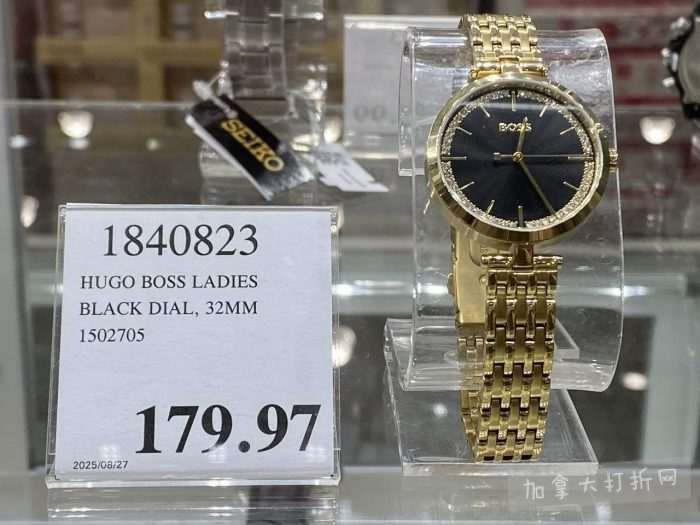 SEIKO
BOSS
1840823
HUGO BOSS LADIES
BLACK DIAL, 32MM
1502705
179.97
2025/08/27
加拿大打折网